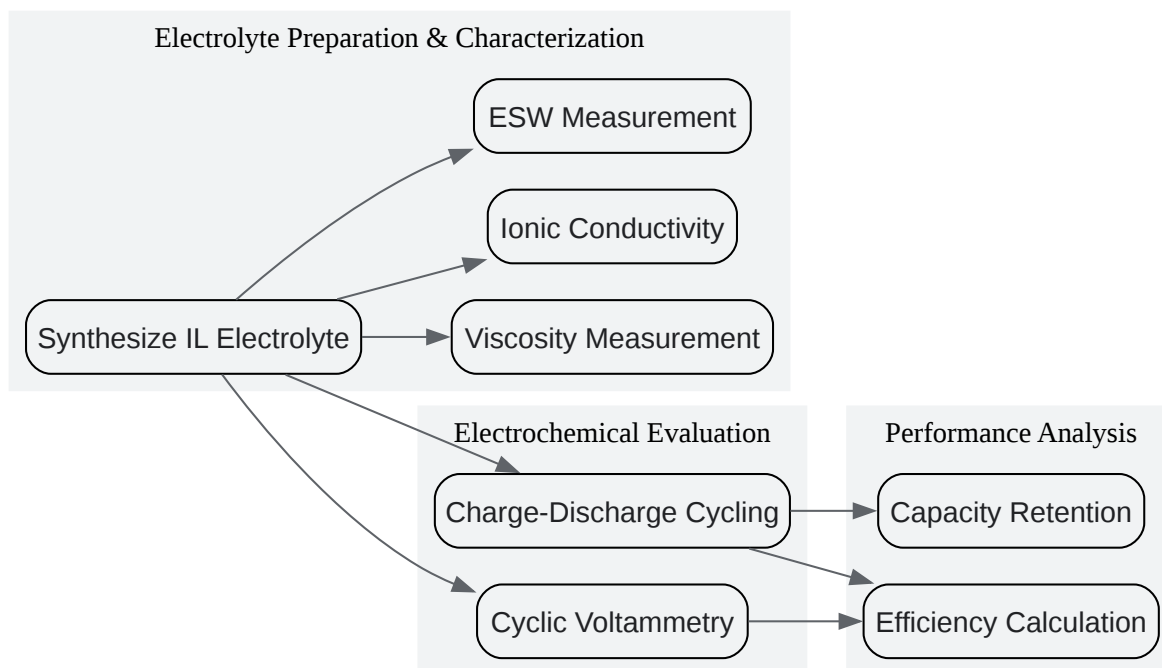 Electrolyte Preparation & Characterization
ESW Measurement
Ionic Conductivity
Synthesize IL Electrolyte
Viscosity Measurement
Electrochemical Evaluation
Charge-Discharge Cycling
Cyclic Voltammetry
Performance Analysis
Capacity Retention
Efficiency Calculation